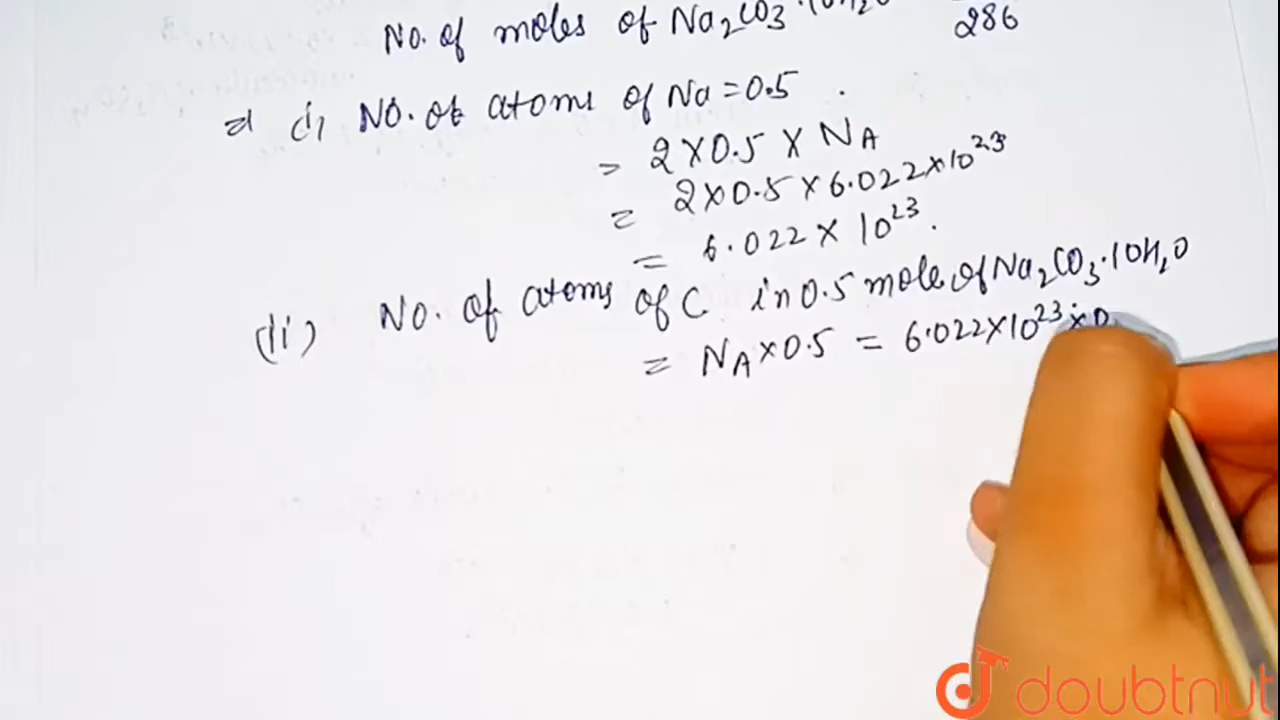 No. of moles of Na2CO3.10H2O
286
⇒ (i) No. of atoms of Na = 0.5 .
= 2 × 0.5 × NA
= 2 × 0.5 × 6.022 × 10^23
= 6.022 × 10^23 .
(ii) No. of atoms of C in 0.5 mole of Na2CO3.10H2O
= NA × 0.5 = 6.022 × 10^23 × 0.
doubtnut